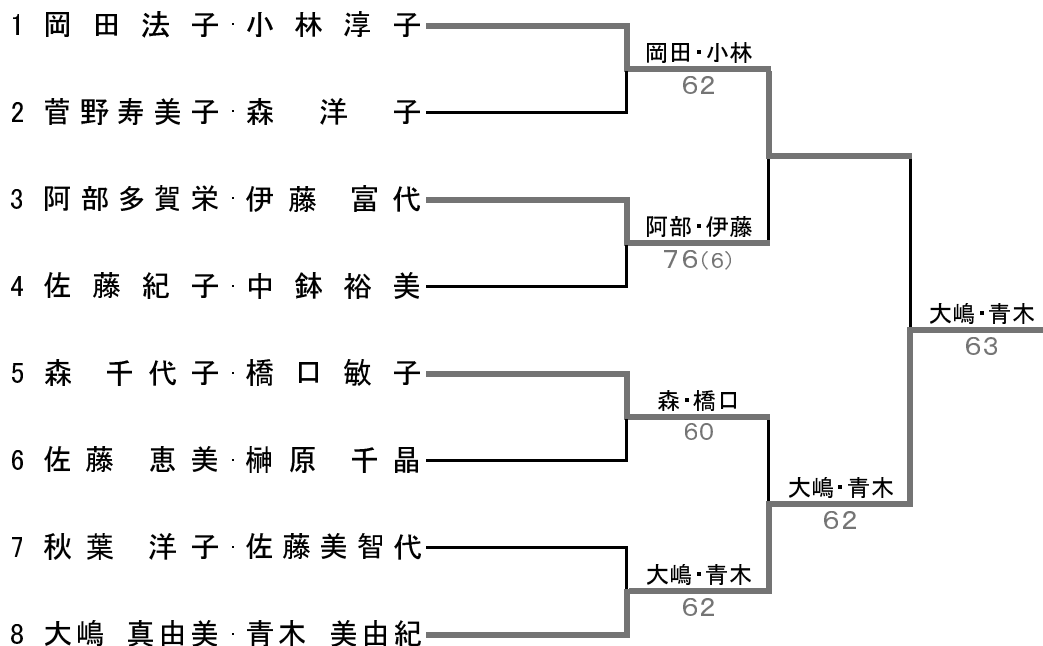 1 岡田法子・小林淳子
岡田・小林
62
2 菅野寿美子・森洋子
3 阿部多賀栄・伊藤富代
阿部・伊藤
76(6)
4 佐藤紀子・中鉢裕美
大嶋・青木
63
5 森千代子・橋口敏子
森・橋口
60
6 佐藤恵美・榊原千晶
大嶋・青木
62
7 秋葉洋子・佐藤美智代
大嶋・青木
62
8 大嶋真由美・青木美由紀